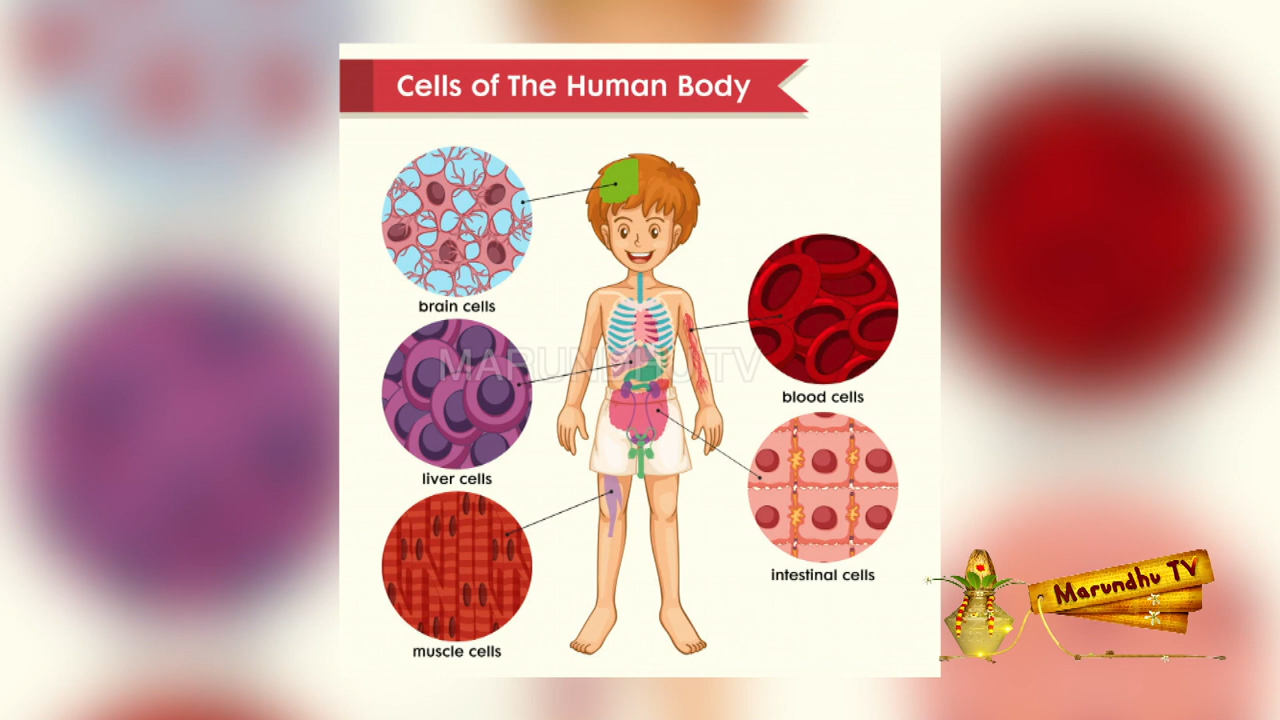 Cells of The Human Body
brain cells
MARUNDHU TV
blood cells
liver cells
intestinal cells
Marundhu TV
muscle cells